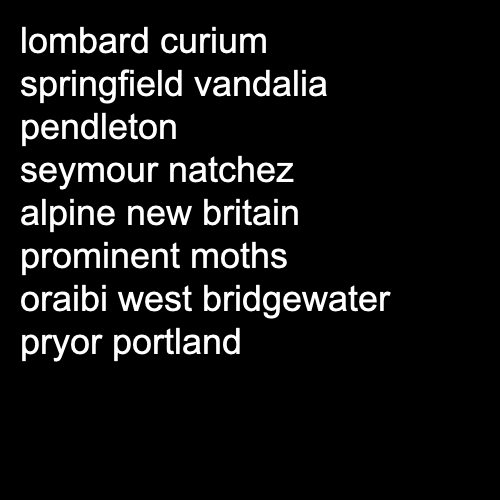 lombard curium
springfield vandalia
pendleton
seymour natchez
alpine new britain
prominent moths
oraibi west bridgewater
pryor portland